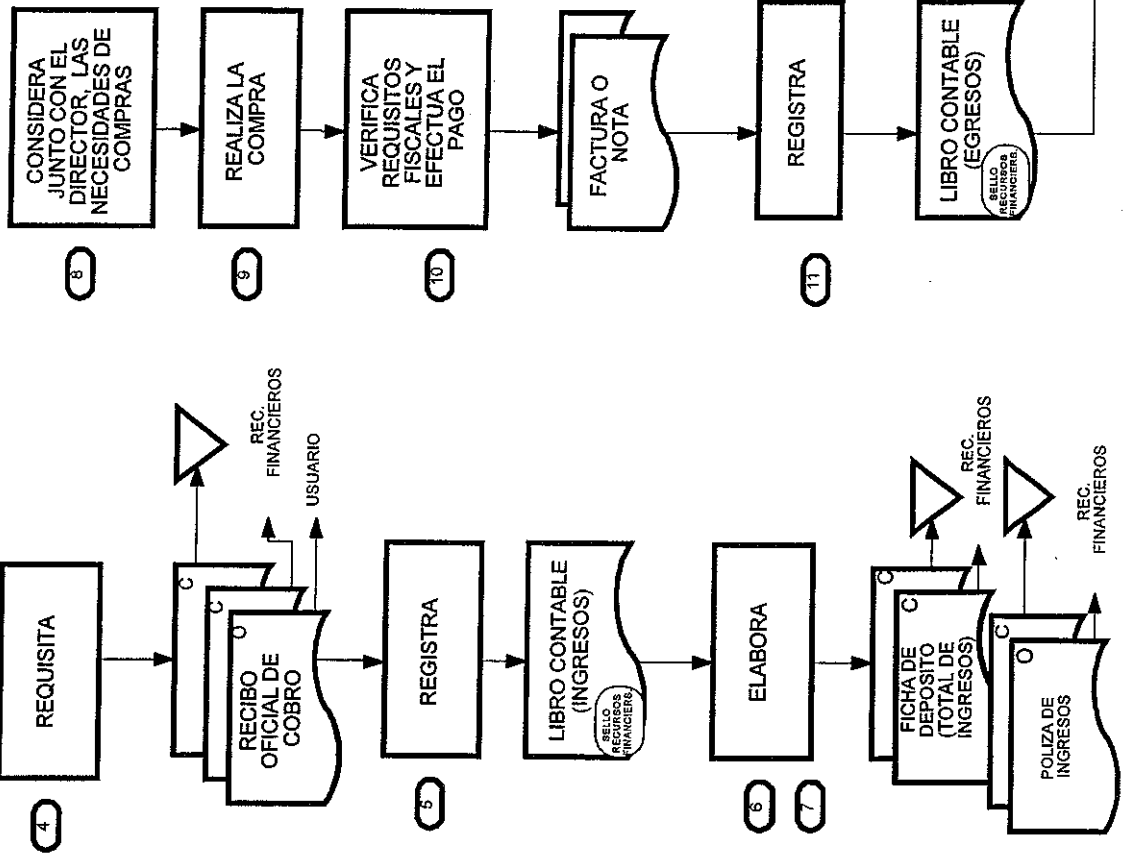 4
REQUISITA
C
C
O
RECIBO
OFICIAL DE
COBRO
REC.
FINANCIEROS
USUARIO
5
REGISTRA
LIBRO CONTABLE
(INGRESOS)
SELLO
RECURSOS
FINANCIERS.
6
7
ELABORA
C
C
FICHA DE
DEPOSITO
(TOTAL DE
INGRESOS)
REC.
FINANCIEROS
O
POLIZA DE
INGRESOS
REC.
FINANCIEROS
8
CONSIDERA
JUNTO CON EL
DIRECTOR, LAS
NECESIDADES DE
COMPRAS
9
REALIZA LA
COMPRA
10
VERIFICA
REQUISITOS
FISCALES Y
EFECTUA EL
PAGO
FACTURA O
NOTA
11
REGISTRA
LIBRO CONTABLE
(EGRESOS)
SELLO
RECURSOS
FINANCIERS.